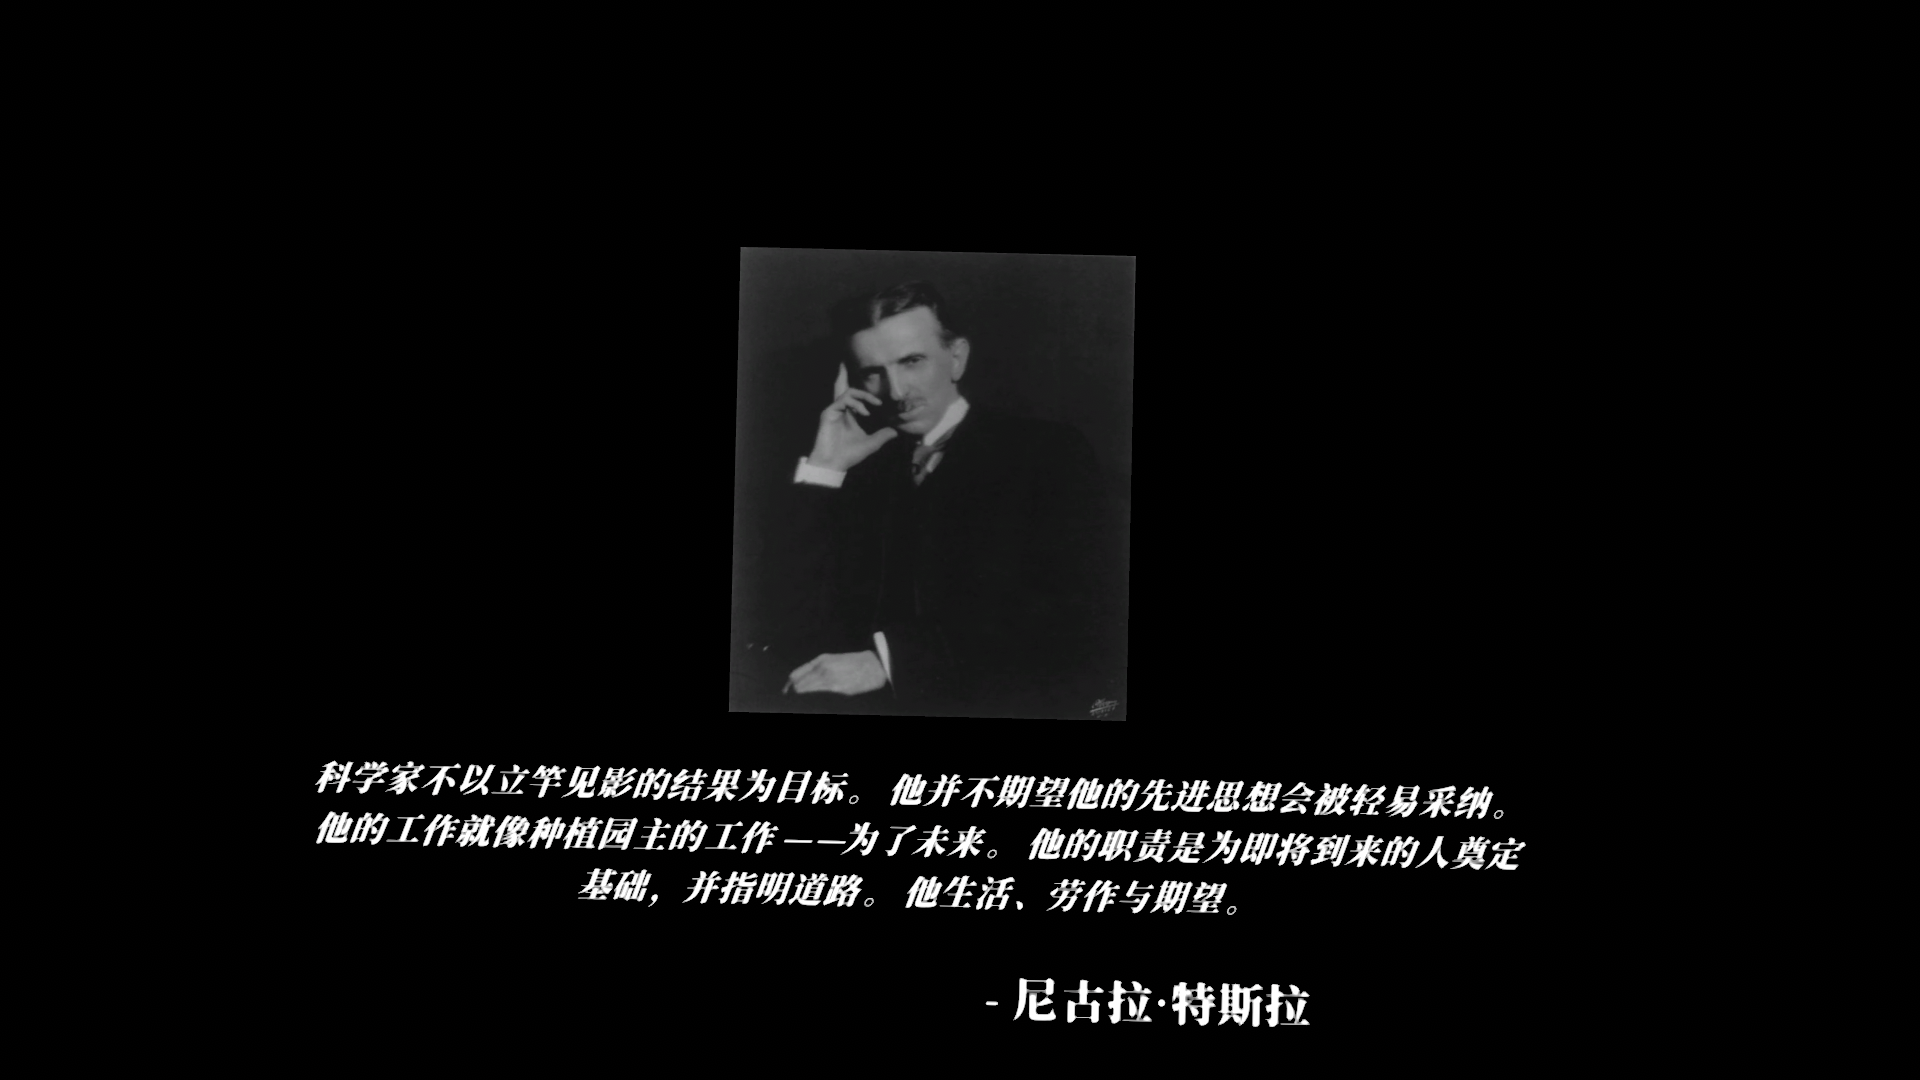 科学家不以立竿见影的结果为目标。 他并不期望他的先进思想会被轻易采纳。
他的工作就像种植园主的工作 ——为了未来。 他的职责是为即将到来的人奠定
基础，并指明道路。 他生活、劳作与期望。
- 尼古拉·特斯拉